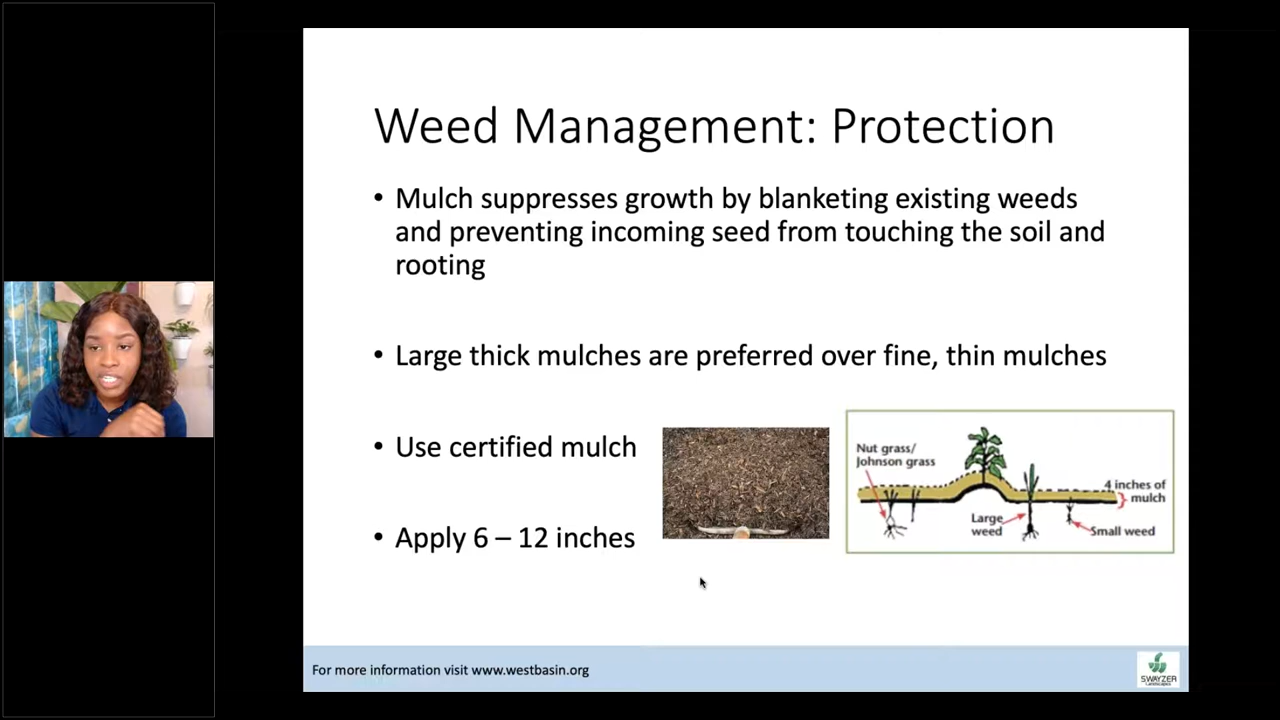 Weed Management: Protection
• Mulch suppresses growth by blanketing existing weeds
and preventing incoming seed from touching the soil and
rooting
• Large thick mulches are preferred over fine, thin mulches
• Use certified mulch
• Apply 6 – 12 inches
Nut grass/
Johnson grass
4 inches of
mulch
Large
weed
Small weed
For more information visit www.westbasin.org
SWAYZER
LANDSCAPES